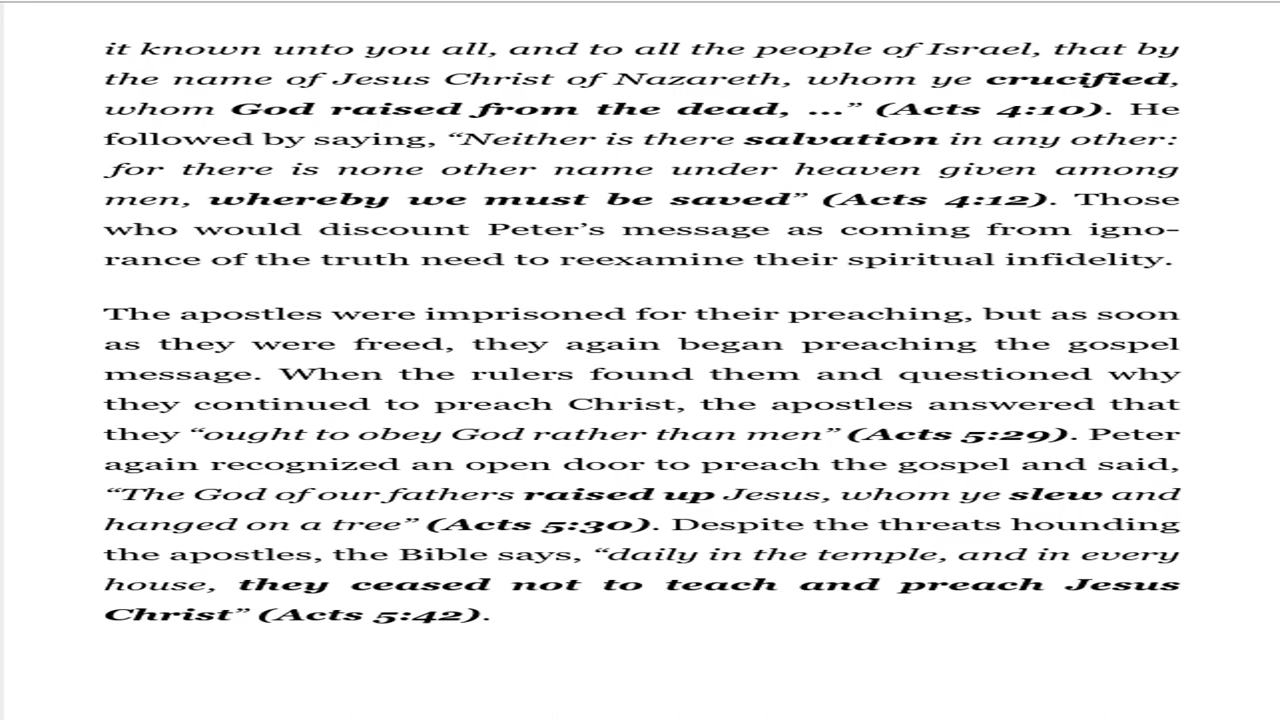 it known unto you all, and to all the people of Israel, that by
the name of Jesus Christ of Nazareth, whom ye crucified,
whom God raised from the dead, ...” (Acts 4:10). He
followed by saying, “Neither is there salvation in any other:
for there is none other name under heaven given among
men, whereby we must be saved” (Acts 4:12). Those
who would discount Peter’s message as coming from igno-
rance of the truth need to reexamine their spiritual infidelity.
The apostles were imprisoned for their preaching, but as soon
as they were freed, they again began preaching the gospel
message. When the rulers found them and questioned why
they continued to preach Christ, the apostles answered that
they “ought to obey God rather than men” (Acts 5:29). Peter
again recognized an open door to preach the gospel and said,
“The God of our fathers raised up Jesus, whom ye slew and
hanged on a tree” (Acts 5:30). Despite the threats hounding
the apostles, the Bible says, “daily in the temple, and in every
house, they ceased not to teach and preach Jesus
Christ” (Acts 5:42).